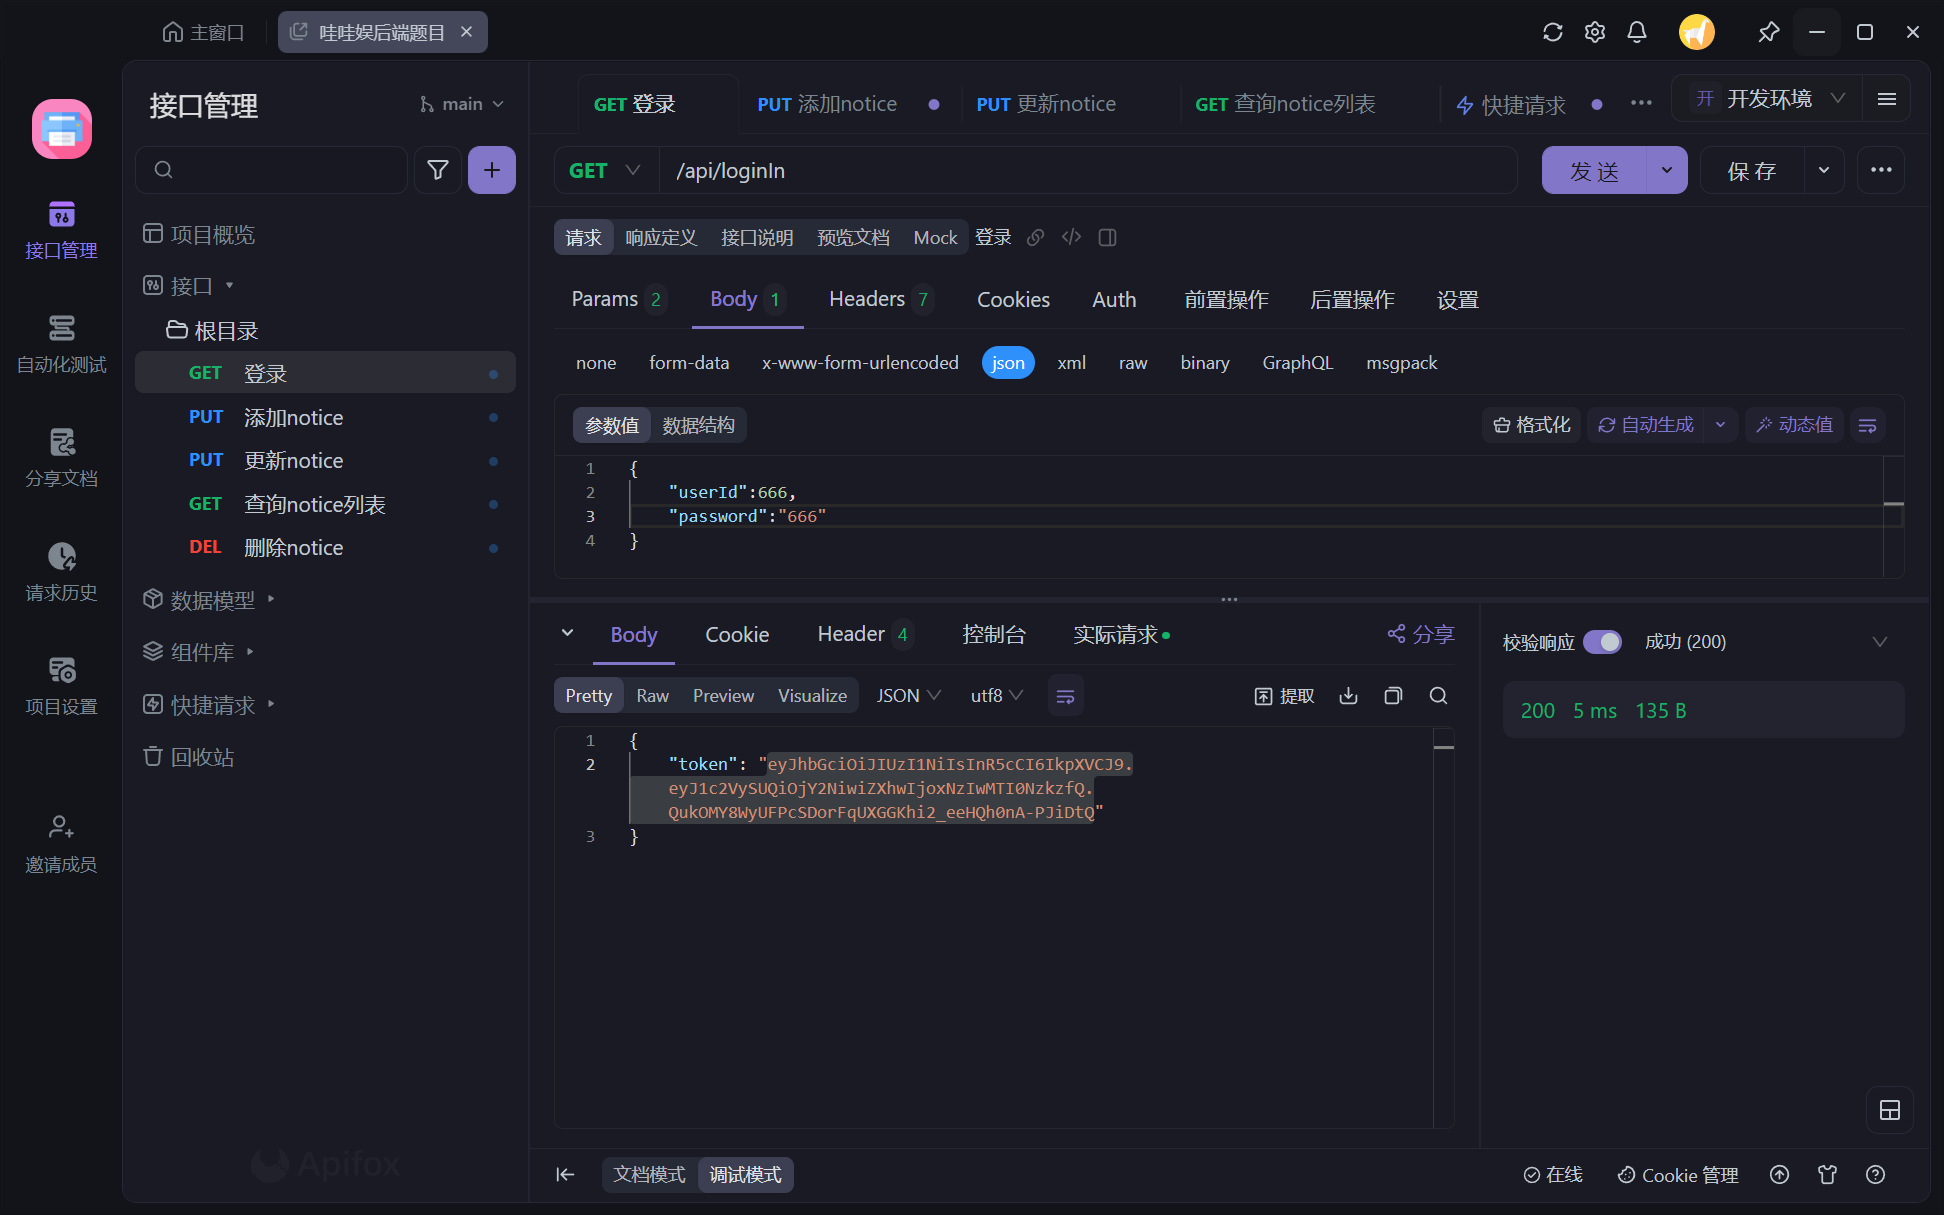 主窗口
哇哇娱后端题目
接口管理
main
GET 登录
PUT 添加notice
PUT 更新notice
GET 查询notice列表
快捷请求
开 开发环境
GET
/api/loginIn
发 送
保 存
接口管理
自动化测试
分享文档
请求历史
项目设置
邀请成员
项目概览
接口
根目录
GET 登录
PUT 添加notice
PUT 更新notice
GET 查询notice列表
DEL 删除notice
数据模型
组件库
快捷请求
回收站
Apifox
请求 响应定义 接口说明 预览文档 Mock 登录
Params 2 Body 1 Headers 7 Cookies Auth 前置操作 后置操作 设置
none form-data x-www-form-urlencoded json xml raw binary GraphQL msgpack
参数值 数据结构 格式化 自动生成 动态值
1 {
2 "userId":666,
3 "password":"666"
4 }
Body Cookie Header 4 控制台 实际请求 分享
Pretty Raw Preview Visualize JSON utf8 提取
1 {
2 "token": "eyJhbGciOiJIUzI1NiIsInR5cCI6IkpXVCJ9.
eyJ1c2VySUQiOjY2NiwiZXhwIjoxNzIwMTI0NzkzfQ.
QukOMY8WyUFPcSDorFqUXGGKhi2_eeHQh0nA-PJiDtQ"
3 }
校验响应 成功 (200)
200 5 ms 135 B
文档模式 调试模式
在线 Cookie 管理